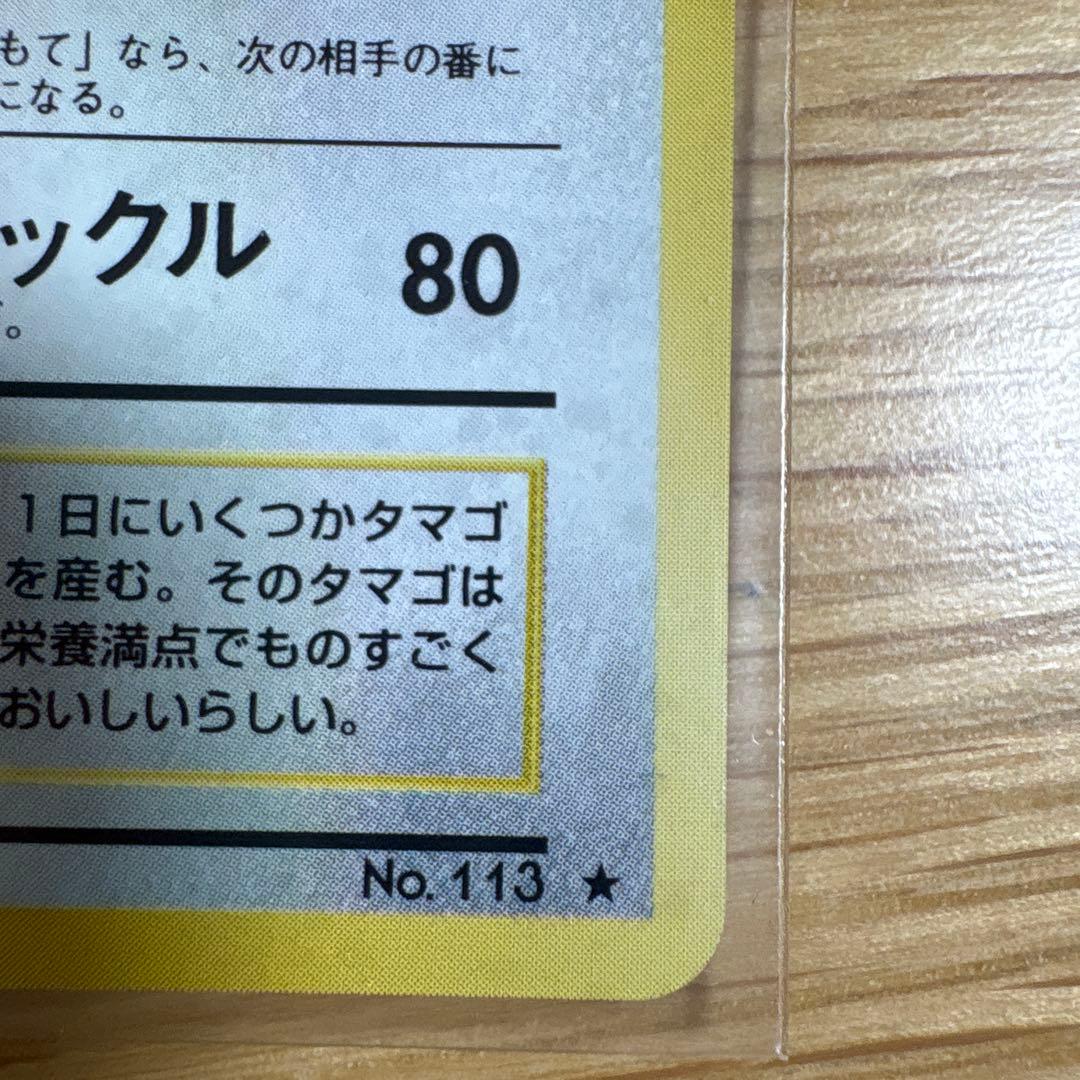 もて」なら、次の相手の番に
になる。
ックル 80
。
1日にいくつかタマゴ
を産む。そのタマゴは
栄養満点でものすごく
おいしいらしい。
No. 113 ★